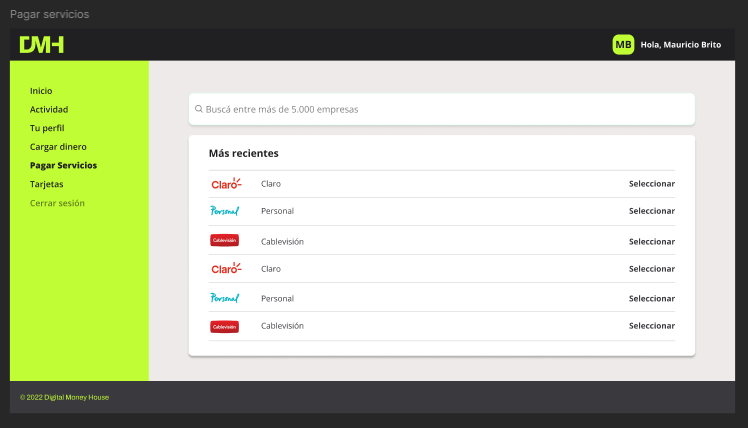 Pagar servicios
DMH
MB Hola, Mauricio Brito
Inicio
Actividad
Tu perfil
Cargar dinero
Pagar Servicios
Tarjetas
Cerrar sesión
Buscá entre más de 5.000 empresas
Más recientes
Claro Claro Seleccionar
Personal Personal Seleccionar
Cablevisión Cablevisión Seleccionar
Claro Claro Seleccionar
Personal Personal Seleccionar
Cablevisión Cablevisión Seleccionar
© 2022 Digital Money House